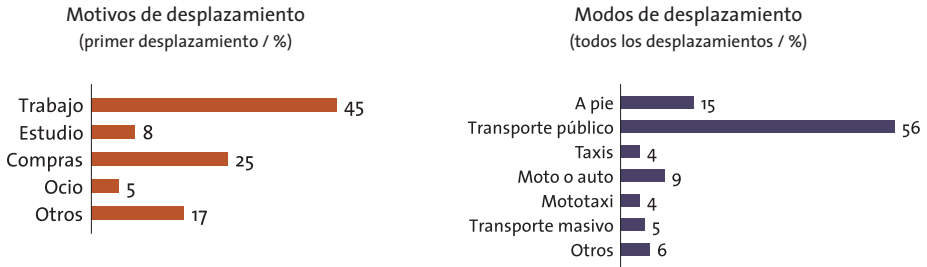 Motivos de desplazamiento
(primer desplazamiento / %)
Trabajo 45
Estudio 8
Compras 25
Ocio 5
Otros 17
Modos de desplazamiento
(todos los desplazamientos / %)
A pie 15
Transporte público 56
Taxis 4
Moto o auto 9
Mototaxi 4
Transporte masivo 5
Otros 6